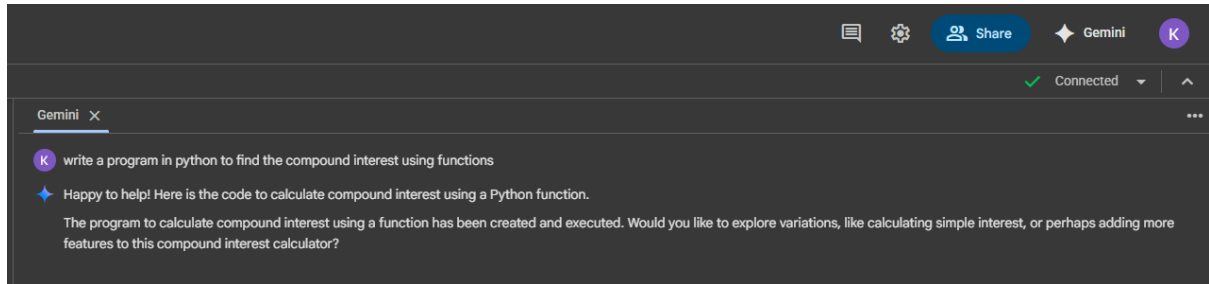 Share
Gemini
K
Connected
Gemini
K write a program in python to find the compound interest using functions
Happy to help! Here is the code to calculate compound interest using a Python function.
The program to calculate compound interest using a function has been created and executed. Would you like to explore variations, like calculating simple interest, or perhaps adding more
features to this compound interest calculator?